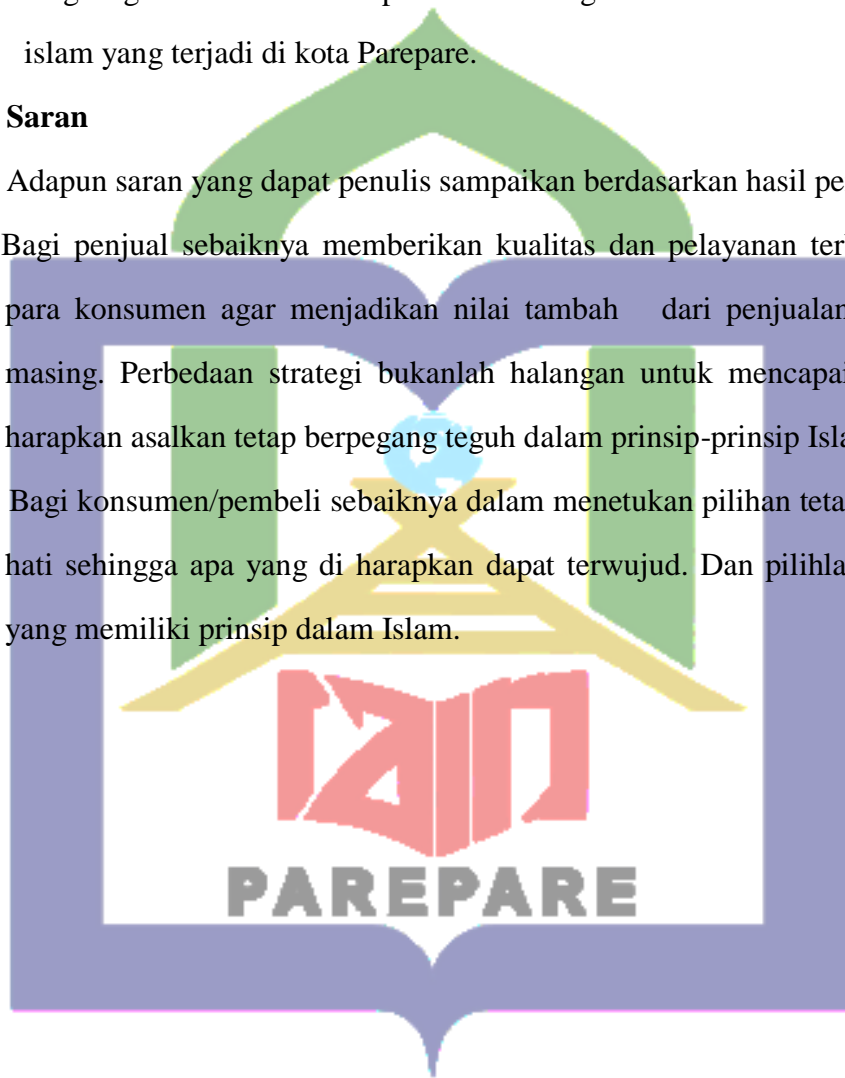 islam yang terjadi di kota Parepare.
Saran
Adapun saran yang dapat penulis sampaikan berdasarkan hasil pe
Bagi penjual sebaiknya memberikan kualitas dan pelayanan ter
para konsumen agar menjadikan nilai tambah dari penjualan
masing. Perbedaan strategi bukanlah halangan untuk mencapai
harapkan asalkan tetap berpegang teguh dalam prinsip-prinsip Isla
Bagi konsumen/pembeli sebaiknya dalam menetukan pilihan teta
hati sehingga apa yang di harapkan dapat terwujud. Dan pilihla
yang memiliki prinsip dalam Islam.
iain
PAREPARE